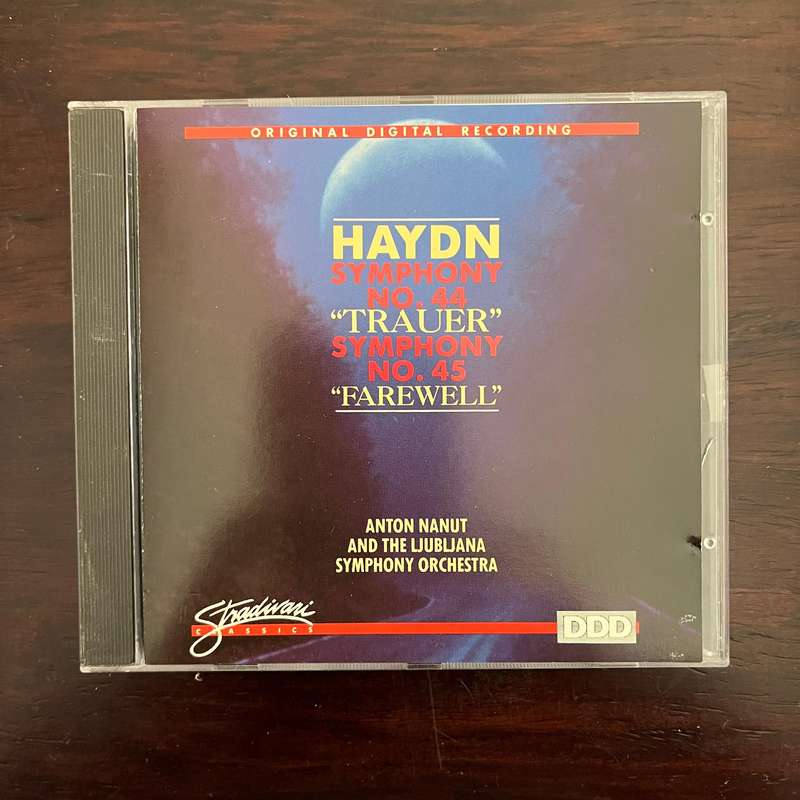 ORIGINAL DIGITAL RECORDING
HAYDN
SYMPHONY
NO. 44
“TRAUER”
SYMPHONY
NO. 45
“FAREWELL”
ANTON NANUT
AND THE LJUBLJANA
SYMPHONY ORCHESTRA
Stradivari
CLASSICS
DDD